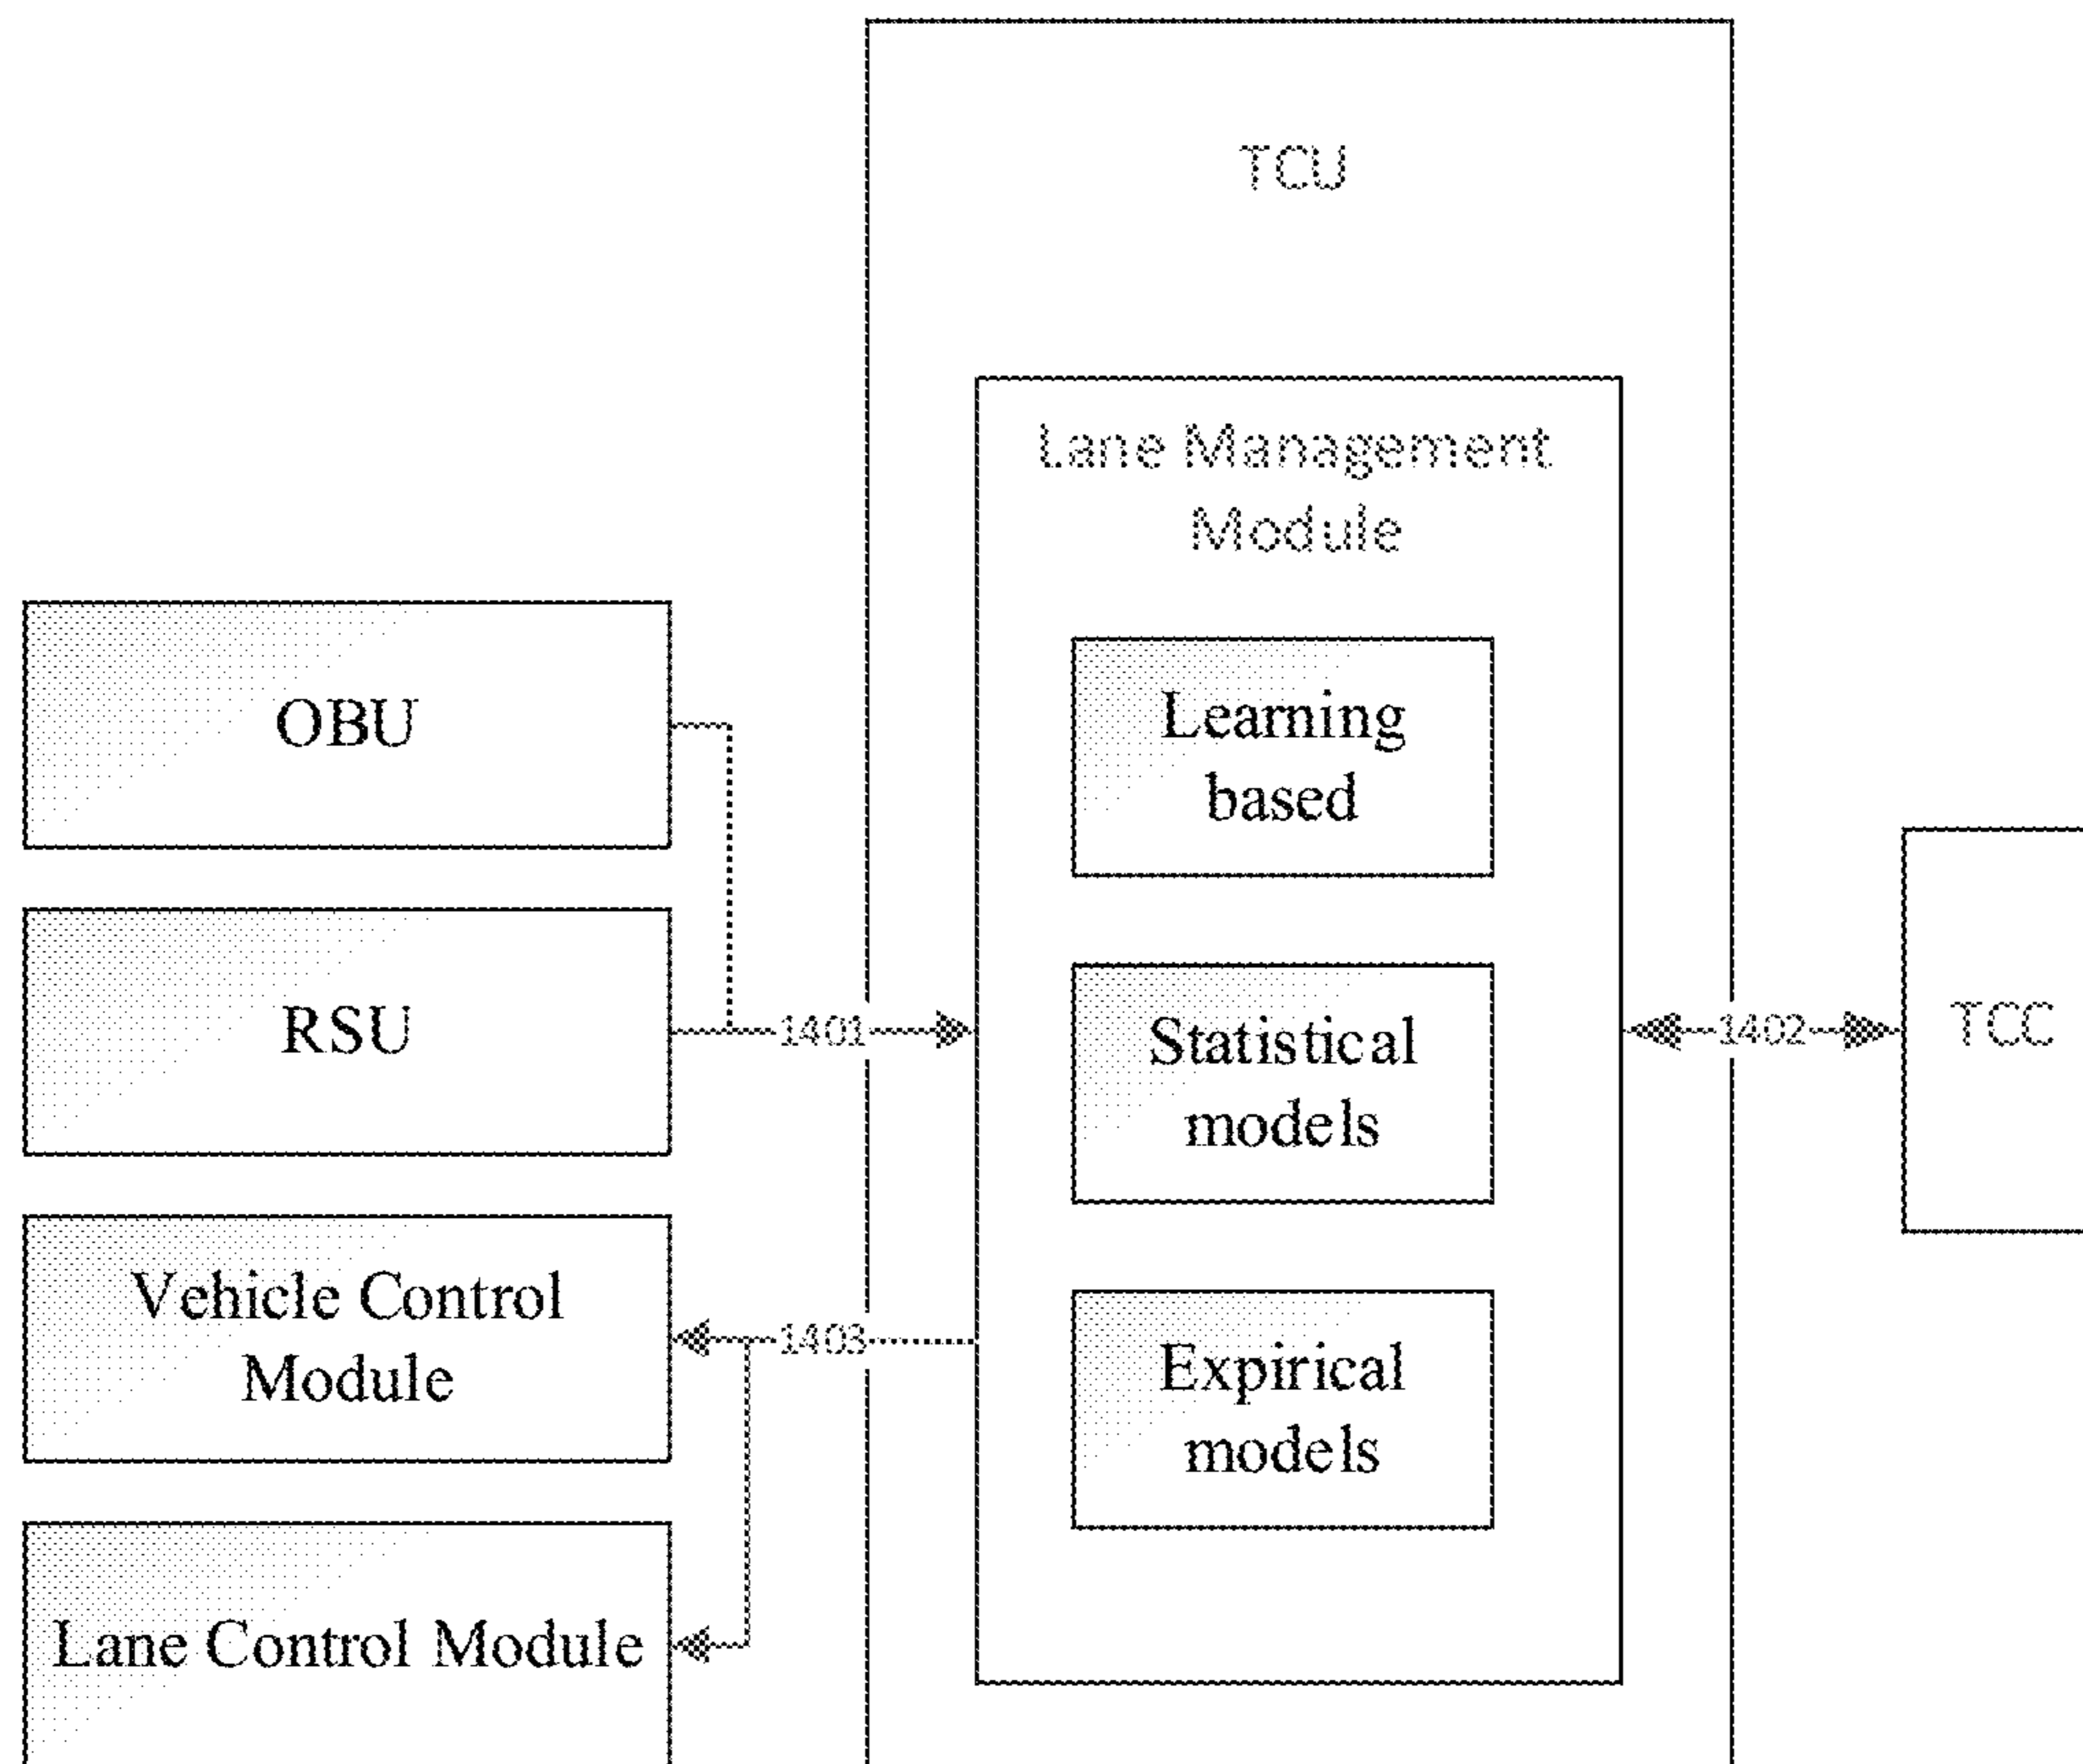 TCU
Lane Management
Module
OBU
Learning
based
RSU
1401
Statistical
models
1402
TCC
Vehicle Control
Module
1403
Expirical
models
Lane Control Module